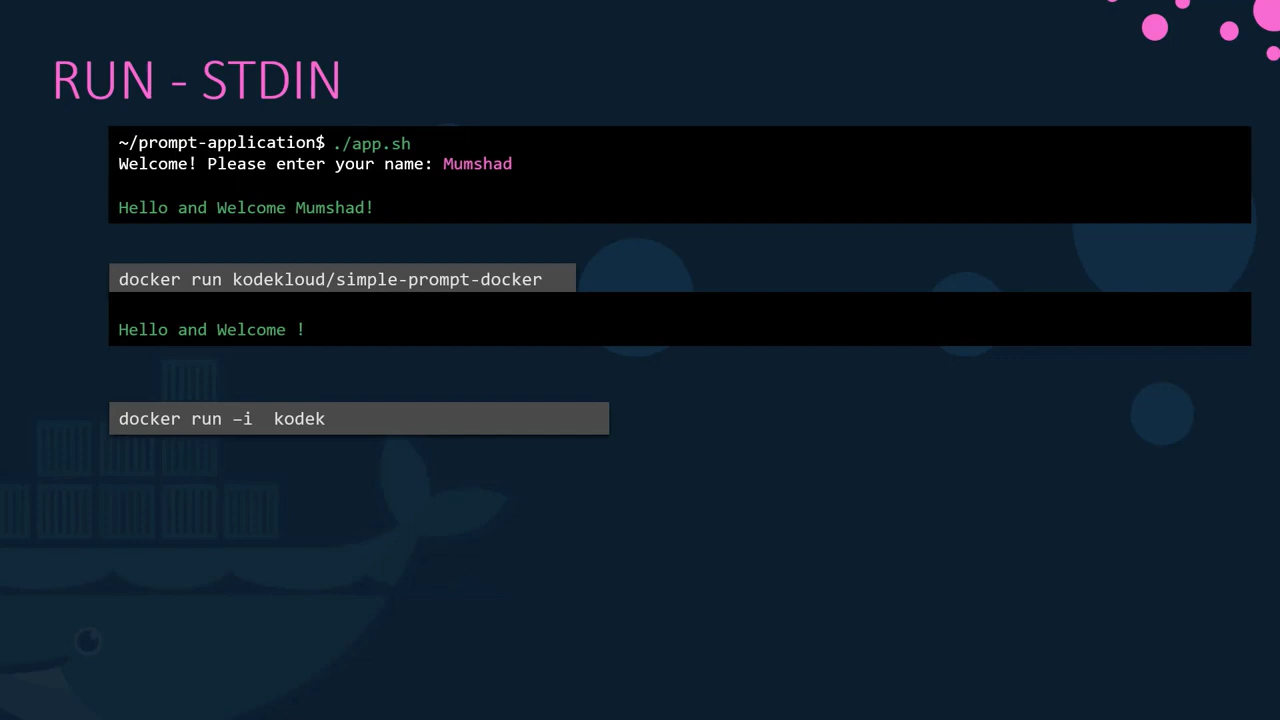 RUN - STDIN
~/prompt-application$ ./app.sh
Welcome! Please enter your name: Mumshad
Hello and Welcome Mumshad!
docker run kodekloud/simple-prompt-docker
Hello and Welcome !
docker run –i  kodek